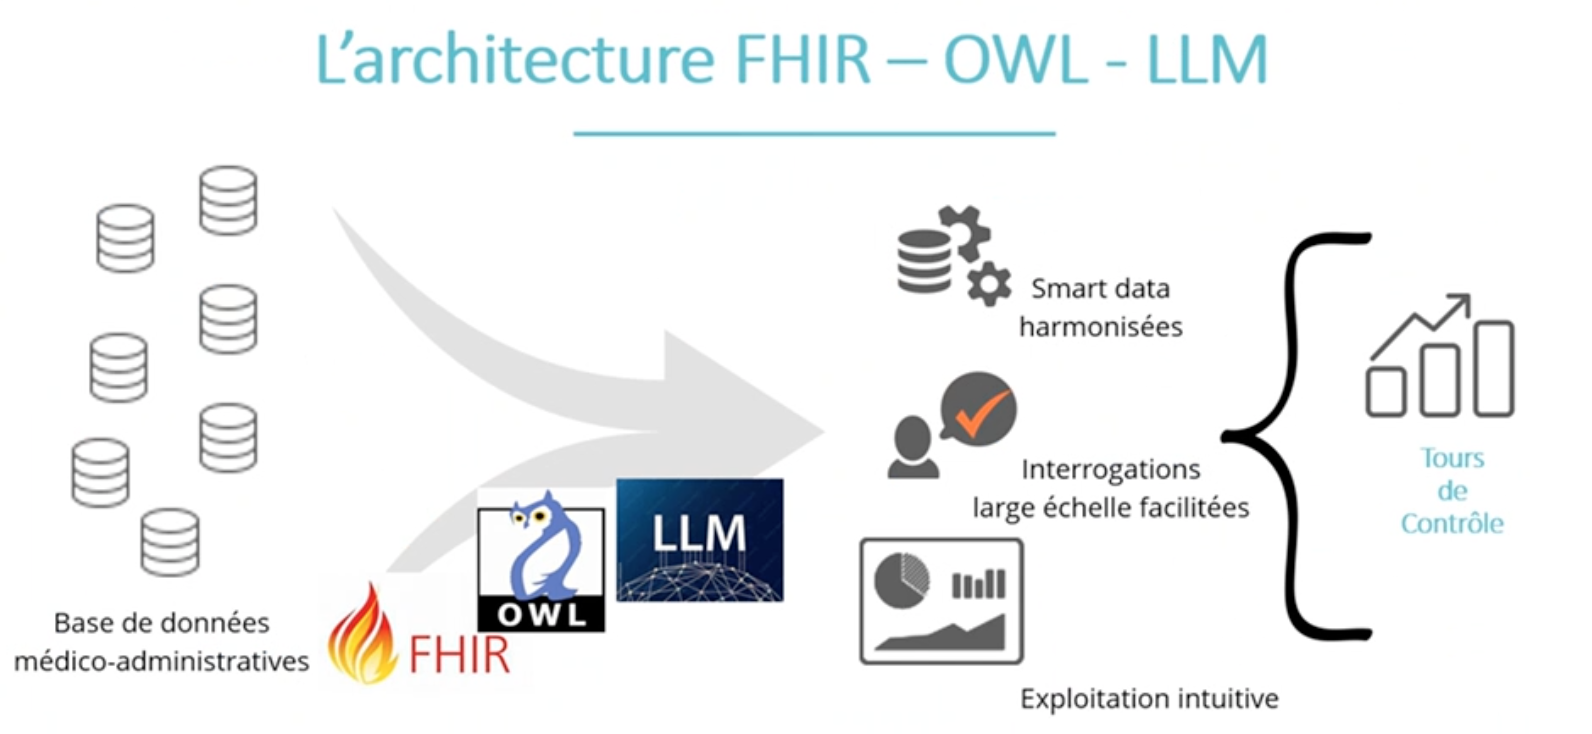 L'architecture FHIR – OWL - LLM
Base de données
médico-administratives
FHIR
OWL
LLM
Smart data
harmonisées
Interrogations
large échelle facilitées
Exploitation intuitive
Tours
de
Contrôle